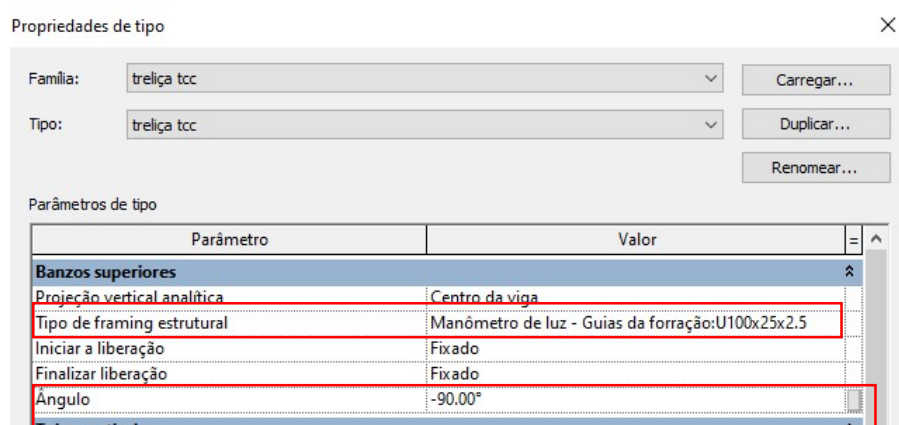 Propriedades de tipo
Família: treliça tcc Carregar...
Tipo: treliça tcc Duplicar...
Renomear...
Parâmetros de tipo
Parâmetro Valor =
Banzos superiores
Projeção vertical analítica Centro da viga
Tipo de framing estrutural Manômetro de luz - Guias da forração:U100x25x2.5
Iniciar a liberação Fixado
Finalizar liberação Fixado
Ângulo -90.00°